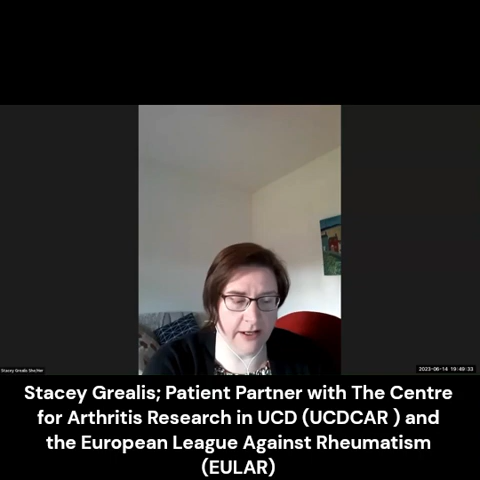 Stacey Grealis She/Her
2023-06-14 19:49:33
Stacey Grealis; Patient Partner with The Centre
for Arthritis Research in UCD (UCDCAR ) and
the European League Against Rheumatism
(EULAR)